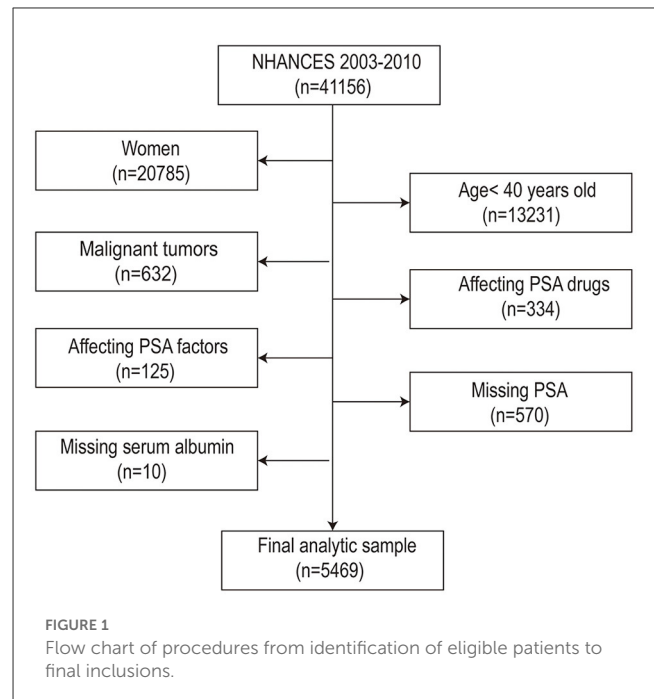 NHANCES 2003-2010
(n=41156)
Women
(n=20785)
Age< 40 years old
(n=13231)
Malignant tumors
(n=632)
Affecting PSA drugs
(n=334)
Affecting PSA factors
(n=125)
Missing PSA
(n=570)
Missing serum albumin
(n=10)
Final analytic sample
(n=5469)
FIGURE 1
Flow chart of procedures from identification of eligible patients to
final inclusions.